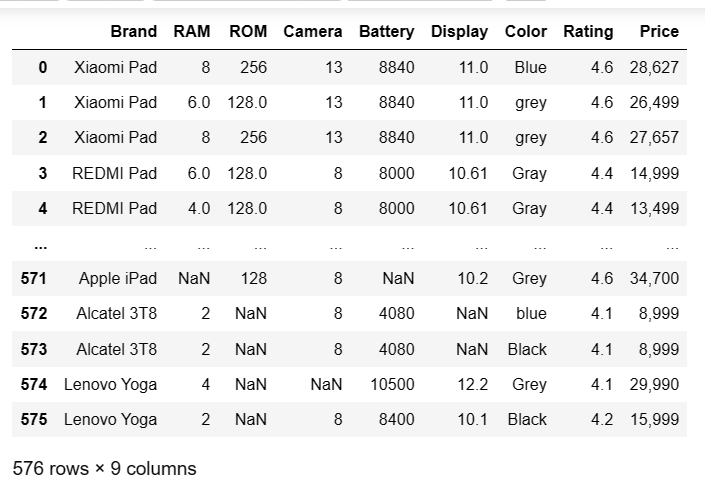 Brand RAM ROM Camera Battery Display Color Rating Price
0 Xiaomi Pad 8 256 13 8840 11.0 Blue 4.6 28,627
1 Xiaomi Pad 6.0 128.0 13 8840 11.0 grey 4.6 26,499
2 Xiaomi Pad 8 256 13 8840 11.0 grey 4.6 27,657
3 REDMI Pad 6.0 128.0 8 8000 10.61 Gray 4.4 14,999
4 REDMI Pad 4.0 128.0 8 8000 10.61 Gray 4.4 13,499
... ... ... ... ... ... ... ... ... ...
571 Apple iPad NaN 128 8 NaN 10.2 Grey 4.6 34,700
572 Alcatel 3T8 2 NaN 8 4080 NaN blue 4.1 8,999
573 Alcatel 3T8 2 NaN 8 4080 NaN Black 4.1 8,999
574 Lenovo Yoga 4 NaN NaN 10500 12.2 Grey 4.1 29,990
575 Lenovo Yoga 2 NaN 8 8400 10.1 Black 4.2 15,999
576 rows × 9 columns